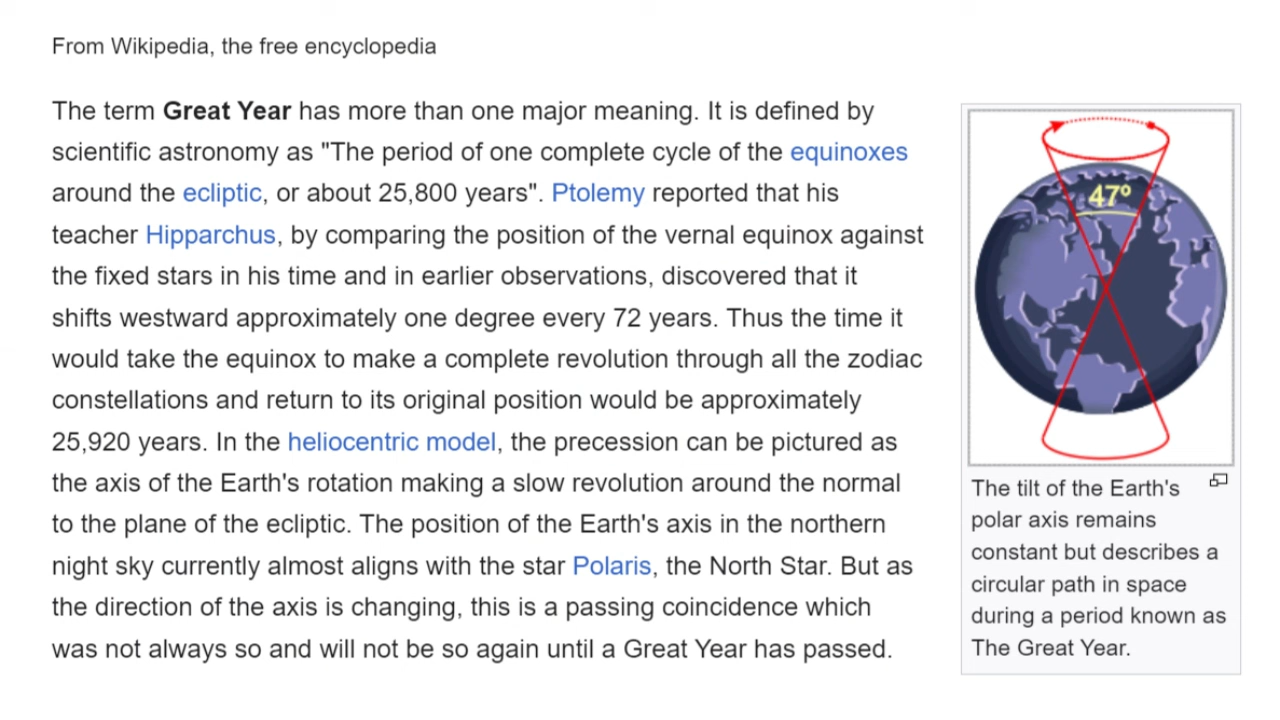 From Wikipedia, the free encyclopedia
The term Great Year has more than one major meaning. It is defined by
scientific astronomy as "The period of one complete cycle of the equinoxes
around the ecliptic, or about 25,800 years". Ptolemy reported that his
teacher Hipparchus, by comparing the position of the vernal equinox against
the fixed stars in his time and in earlier observations, discovered that it
shifts westward approximately one degree every 72 years. Thus the time it
would take the equinox to make a complete revolution through all the zodiac
constellations and return to its original position would be approximately
25,920 years. In the heliocentric model, the precession can be pictured as
the axis of the Earth's rotation making a slow revolution around the normal
to the plane of the ecliptic. The position of the Earth's axis in the northern
night sky currently almost aligns with the star Polaris, the North Star. But as
the direction of the axis is changing, this is a passing coincidence which
was not always so and will not be so again until a Great Year has passed.
47º
The tilt of the Earth's
polar axis remains
constant but describes a
circular path in space
during a period known as
The Great Year.